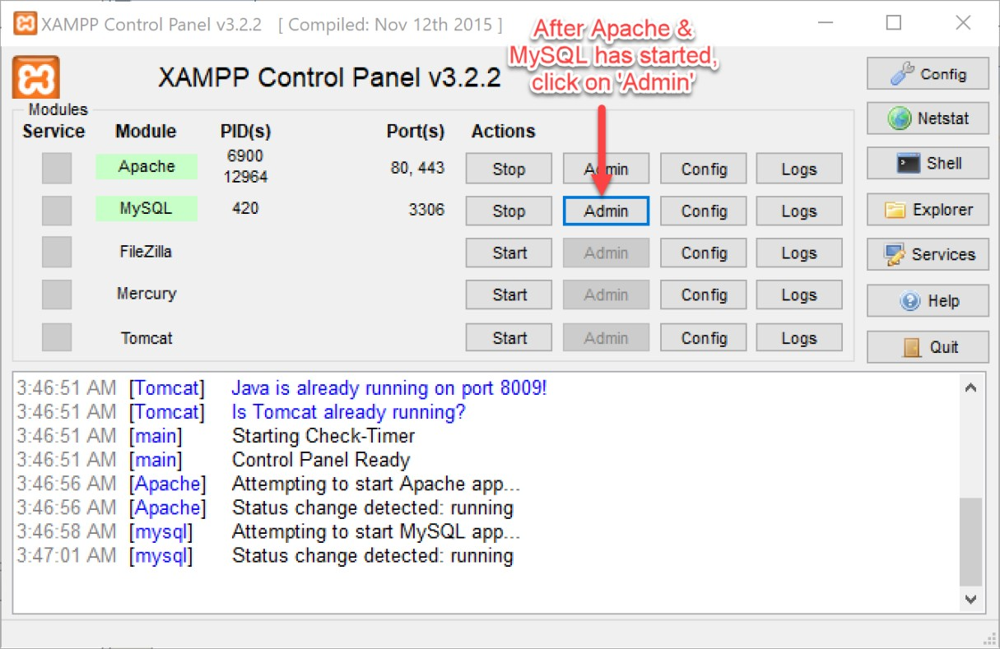 XAMPP Control Panel v3.2.2 [ Compiled: Nov 12th 2015 ]
After Apache &
MySQL has started,
click on 'Admin'
XAMPP Control Panel v3.2.2
Config
Netstat
Shell
Explorer
Services
Help
Quit
Modules
Service Module PID(s) Port(s) Actions
Apache 6900 12964 80, 443 Stop Admin Config Logs
MySQL 420 3306 Stop Admin Config Logs
FileZilla Start Admin Config Logs
Mercury Start Admin Config Logs
Tomcat Start Admin Config Logs
3:46:51 AM [Tomcat] Java is already running on port 8009!
3:46:51 AM [Tomcat] Is Tomcat already running?
3:46:51 AM [main] Starting Check-Timer
3:46:51 AM [main] Control Panel Ready
3:46:56 AM [Apache] Attempting to start Apache app...
3:46:56 AM [Apache] Status change detected: running
3:46:58 AM [mysql] Attempting to start MySQL app...
3:47:01 AM [mysql] Status change detected: running